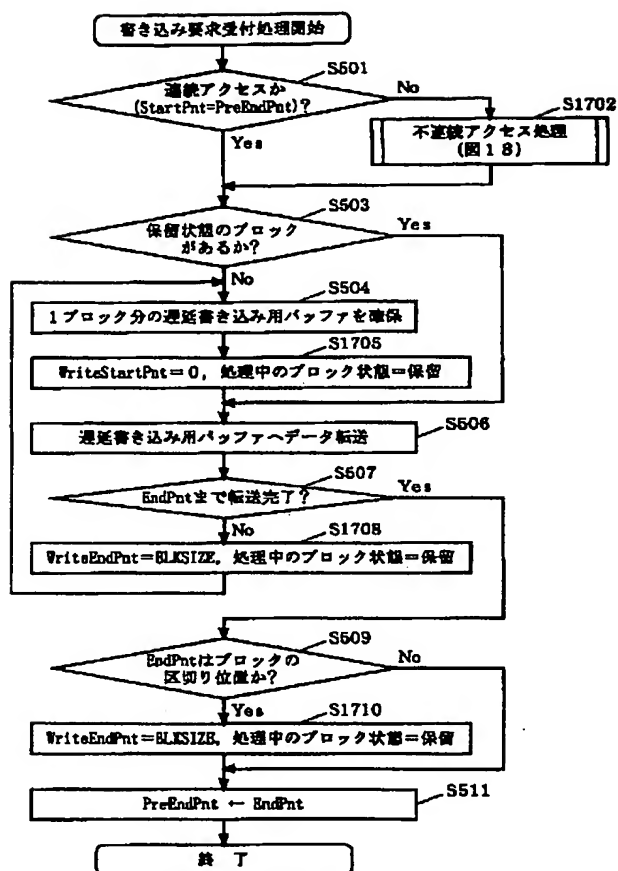 書き込み要求受付処理開始
S501
連続アクセスか
(StartPnt=PreEndPnt)?
No
S1702
不連続アクセス処理
(図18)
Yes
S503
保留状態のブロック
があるか?
Yes
No
S504
1ブロック分の遅延書き込み用バッファを確保
S1705
WriteStartPnt=0, 処理中のブロック状態=保留
S506
遅延書き込み用バッファへデータ転送
S507
EndPntまで転送完了?
Yes
No
S1708
WriteEndPnt=BLKSIZE, 処理中のブロック状態=保留
S509
EndPntはブロックの
区切り位置か?
No
Yes
S1710
WriteEndPnt=BLKSIZE, 処理中のブロック状態=保留
S511
PreEndPnt ← EndPnt
終 了